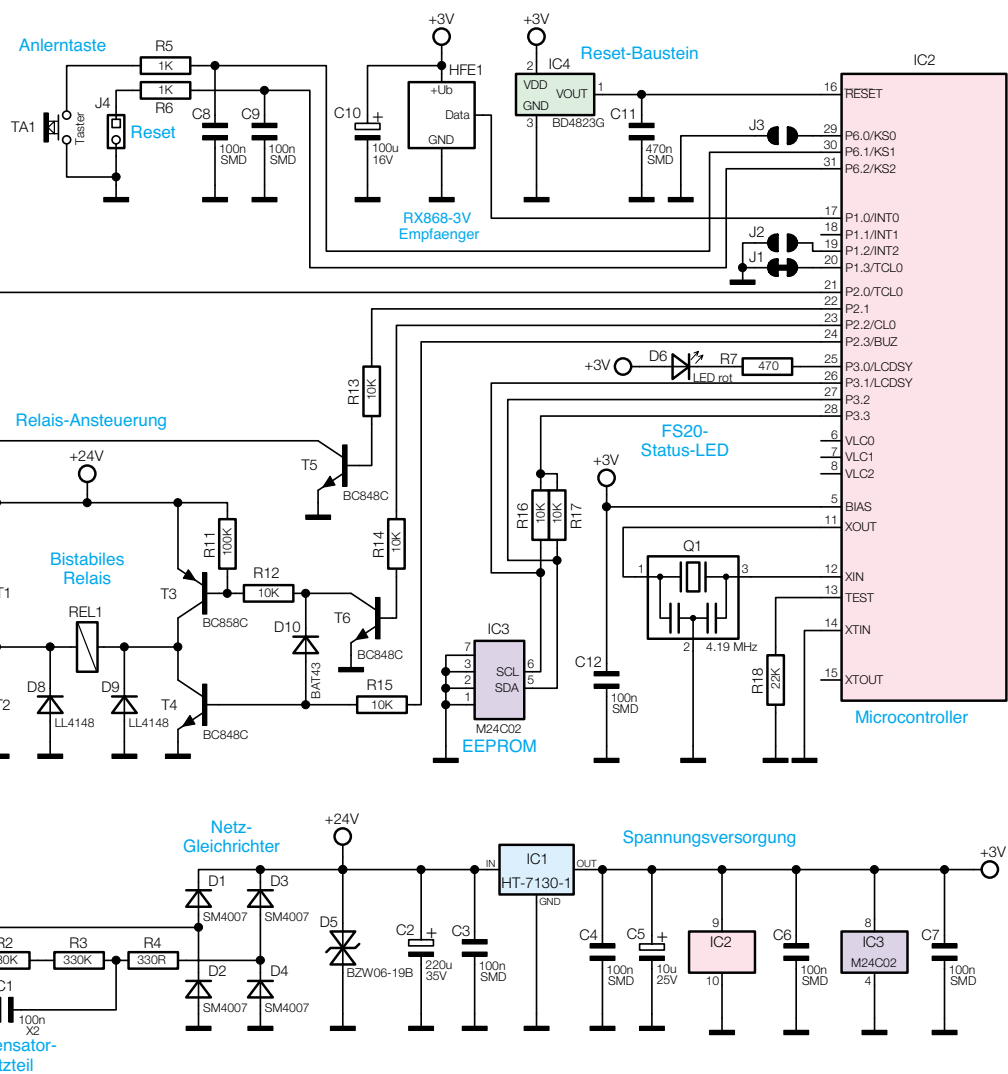 Anlerntaste
R5
1K
1K
R6
J4
Reset
TA1
Taster
C8
100n
SMD
C9
100n
SMD
+3V
HFE1
+Ub
Data
GND
C10
+
100u
16V
RX868-3V
Empfaenger
+3V
Reset-Baustein
2
IC4
VDD
VOUT
GND
1
3
BD4823G
C11
470n
SMD
IC2
16
RESET
J3
29
P6.0/KS0
30
P6.1/KS1
31
P6.2/KS2
17
P1.0/INT0
18
P1.1/INT1
J2
19
P1.2/INT2
J1
20
P1.3/TCL0
21
P2.0/TCL0
22
P2.1
23
P2.2/CL0
24
P2.3/BUZ
+3V
D6
LED rot
R7
470
25
P3.0/LCDSY
26
P3.1/LCDSY
27
P3.2
28
P3.3
FS20-
Status-LED
6
VLC0
7
VLC1
8
VLC2
+3V
5
BIAS
11
XOUT
12
XIN
13
TEST
14
XTIN
15
XTOUT
Microcontroller
Relais-Ansteuerung
+24V
R13
10K
T5
BC848C
R11
100K
R14
10K
R16
10K
10K
R17
Bistabiles
Relais
REL1
T3
BC858C
R12
10K
D10
BAT43
T6
BC848C
Q1
1
3
2
4.19 MHz
T1
T2
D8
LL4148
D9
LL4148
T4
BC848C
R15
10K
IC3
7
3
2
1
SCL
6
SDA
5
M24C02
EEPROM
C12
100n
SMD
R18
22K
Netz-
Gleichrichter
+24V
Spannungsversorgung
+3V
D1
SM4007
D3
SM4007
D2
SM4007
D4
SM4007
R2
R3
330K
R4
330R
C1
100n
X2
D5
BZW06-19B
C2
+
220u
35V
C3
100n
SMD
IN
IC1
HT-7130-1
OUT
GND
C4
100n
SMD
C5
+
10u
25V
9
IC2
10
C6
100n
SMD
8
IC3
M24C02
4
C7
100n
SMD